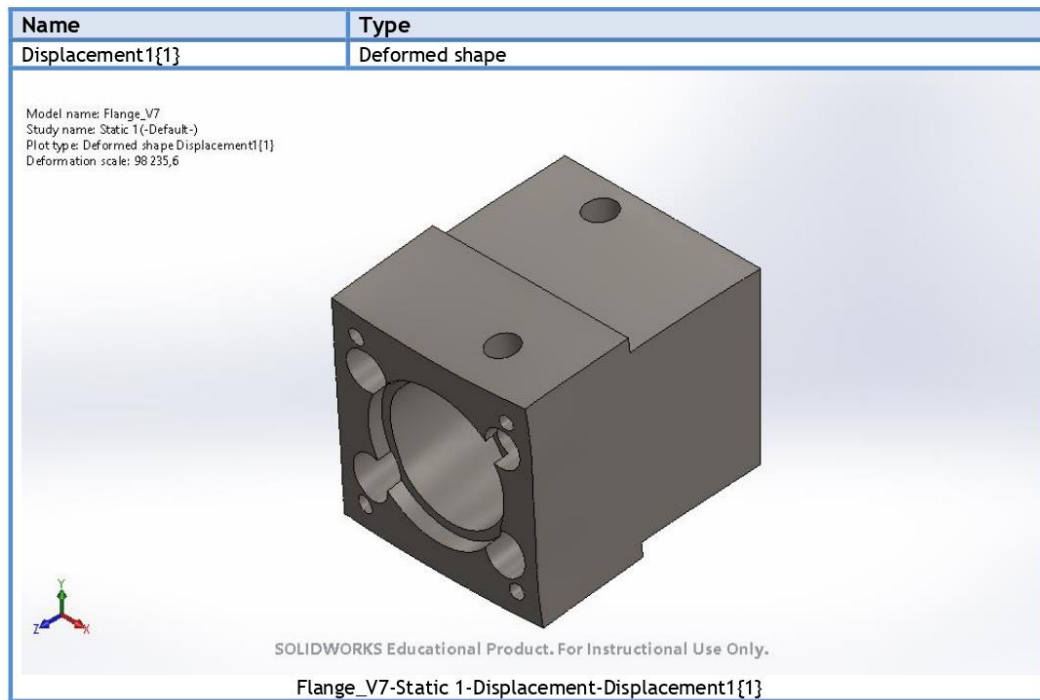 Name Type
Displacement1{1} Deformed shape
Model name: Flange_V7
Study name: Static 1(-Default-)
Plot type: Deformed shape Displacement1{1}
Deformation scale: 98 235,6
Y
Z X
SOLIDWORKS Educational Product. For Instructional Use Only.
Flange_V7-Static 1-Displacement-Displacement1{1}